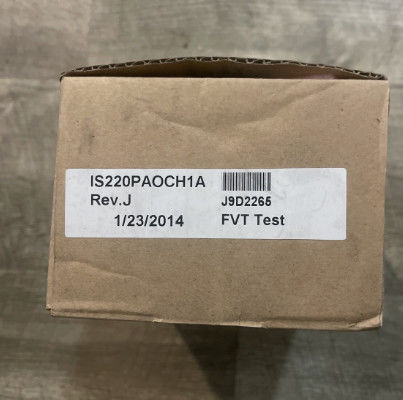 IS220PAOCH1A
Rev.J
J9D2265
1/23/2014
FVT Test